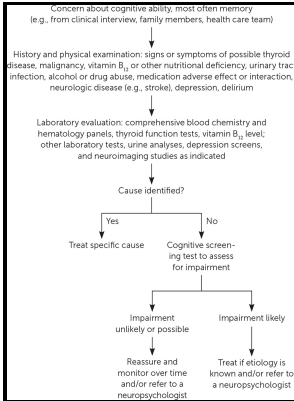 Concern about cognitive ability, most often memory
(e.g., from clinical interview, family members, health care team)
History and physical examination: signs or symptoms of possible thyroid
disease, malignancy, vitamin B12 or other nutritional deficiency, urinary tract
infection, alcohol or drug abuse, medication adverse effect or interaction,
neurologic disease (e.g., stroke), depression, delirium
Laboratory evaluation: comprehensive blood chemistry and
hematology panels, thyroid function tests, vitamin B12 level;
other laboratory tests, urine analyses, depression screens,
and neuroimaging studies as indicated
Cause identified?
Yes
No
Treat specific cause
Cognitive screen-
ing test to assess
for impairment
Impairment
unlikely or possible
Impairment likely
Reassure and
monitor over time
and/or refer to a
neuropsychologist
Treat if etiology is
known and/or refer to
a neuropsychologist